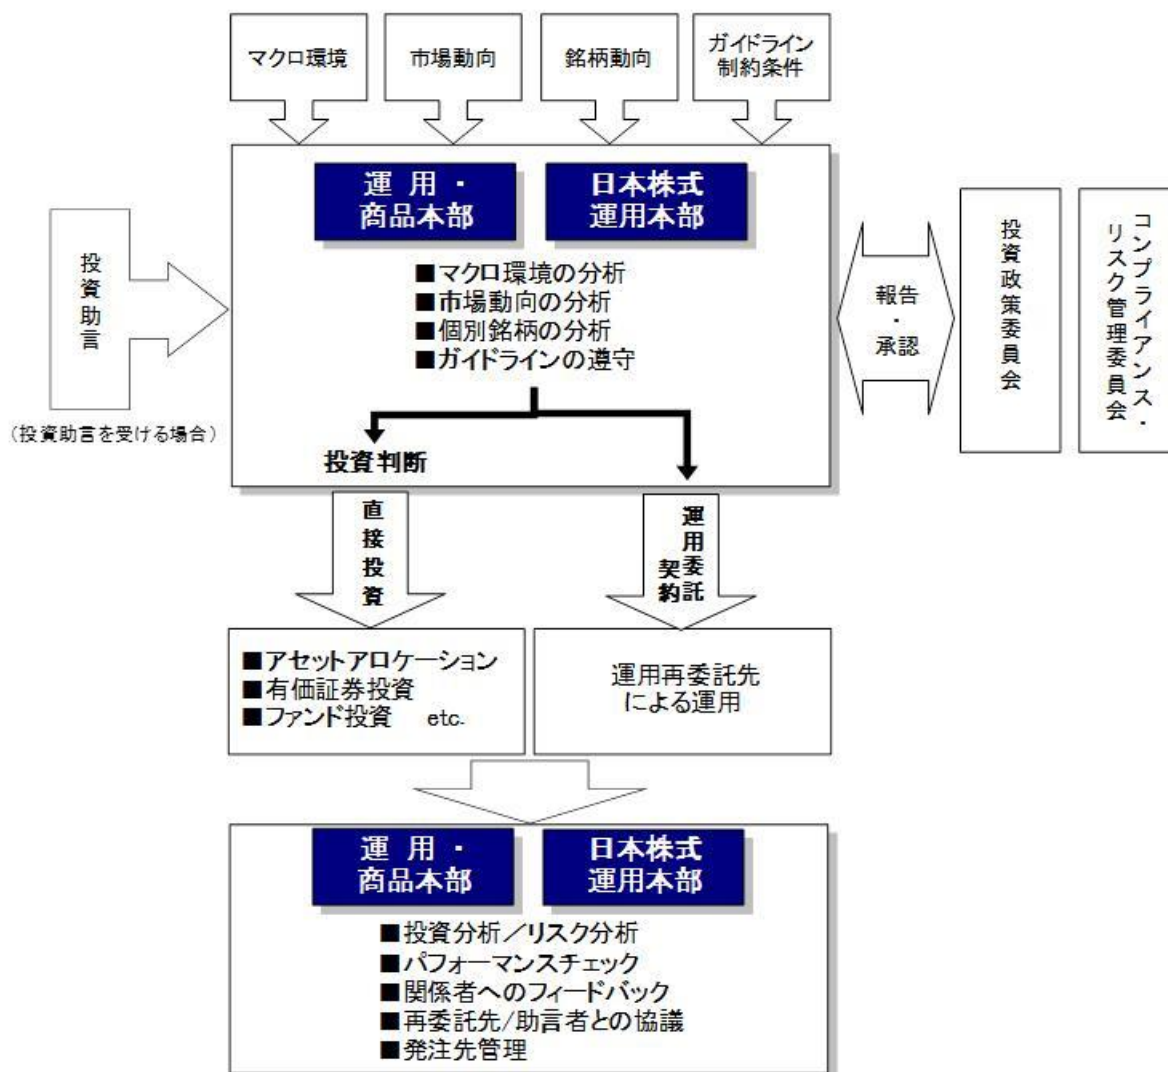 マクロ環境
市場動向
銘柄動向
ガイドライン
制約条件
運 用 ・
商品本部
日本株式
運用本部
投資助言
(投資助言を受ける場合)
■マクロ環境の分析
■市場動向の分析
■個別銘柄の分析
■ガイドラインの遵守
報告
・
承認
投資政策委員会
コンプライアンス・
リスク管理委員会
投資判断
直接投資
運用委託
契約
■アセットアロケーション
■有価証券投資
■ファンド投資 etc.
運用再委託先
による運用
運 用 ・
商品本部
日本株式
運用本部
■投資分析／リスク分析
■パフォーマンスチェック
■関係者へのフィードバック
■再委託先/助言者との協議
■発注先管理